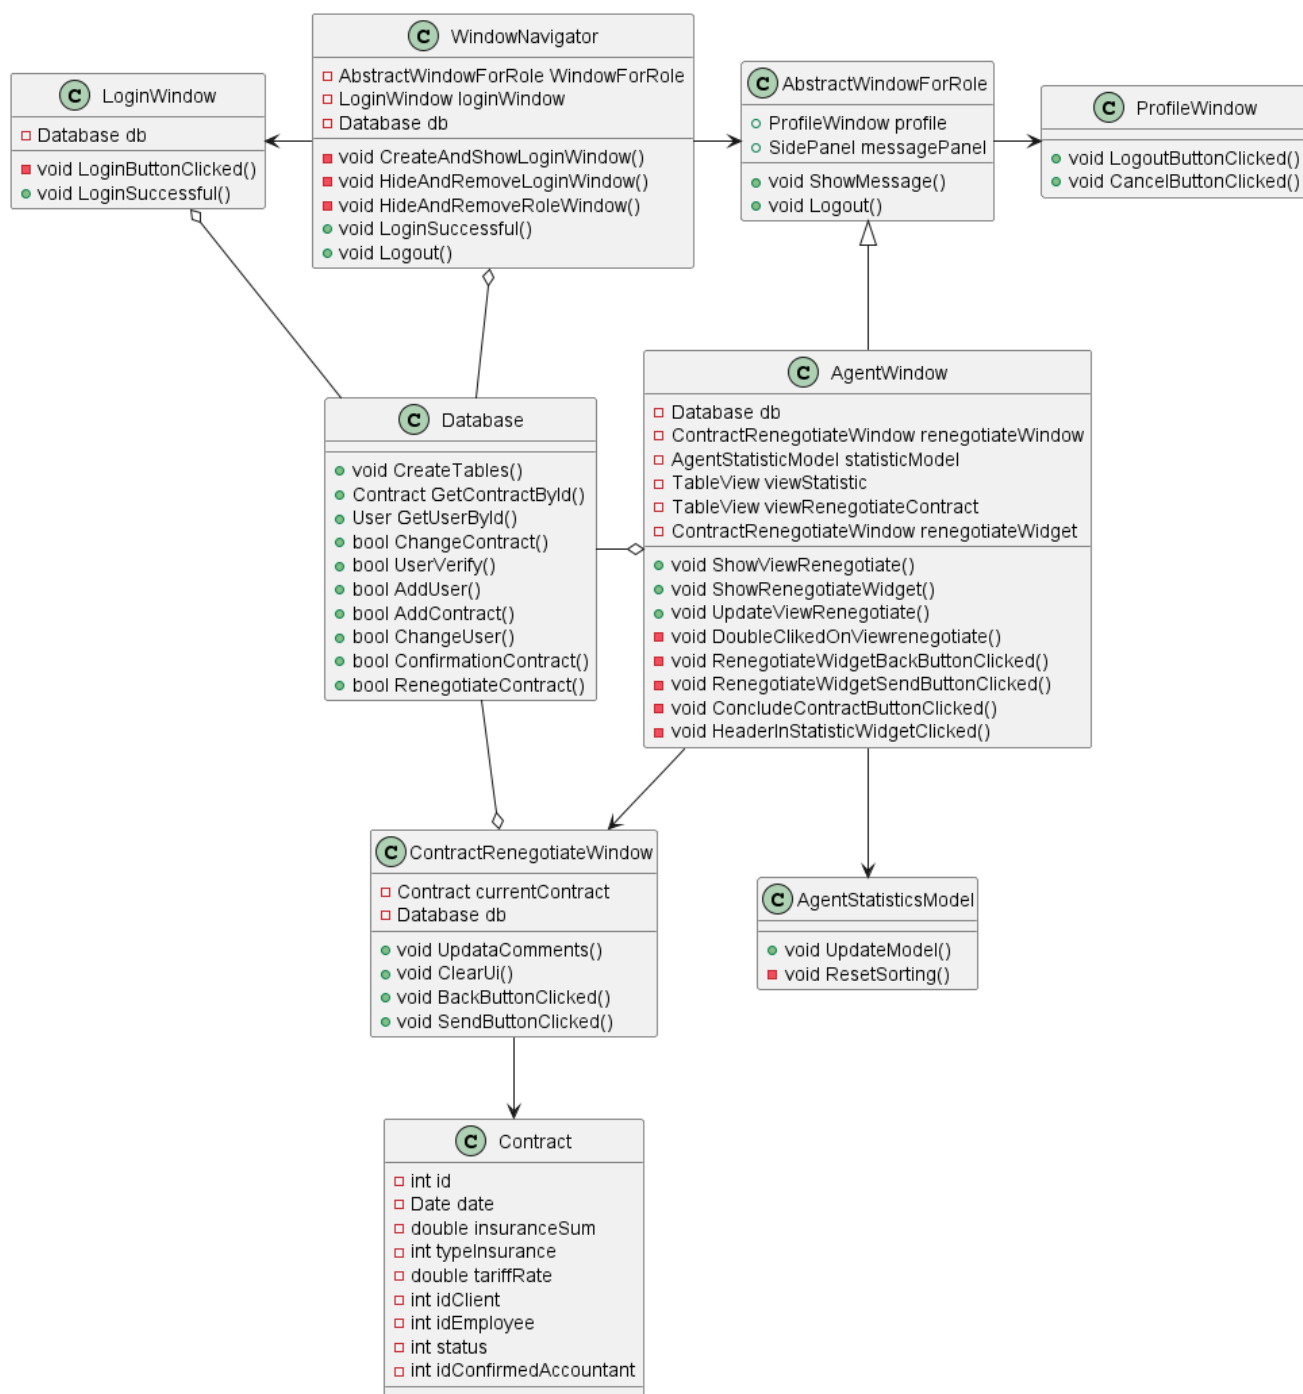 C WindowNavigator
AbstractWindowForRole WindowForRole
LoginWindow loginWindow
Database db
void CreateAndShowLoginWindow()
void HideAndRemoveLoginWindow()
void HideAndRemoveRoleWindow()
void LoginSuccessful()
void Logout()
C LoginWindow
Database db
void LoginButtonClicked()
void LoginSuccessful()
C AbstractWindowForRole
ProfileWindow profile
SidePanel messagePanel
void ShowMessage()
void Logout()
C ProfileWindow
void LogoutButtonClicked()
void CancelButtonClicked()
C Database
void CreateTables()
Contract GetContractById()
User GetUserById()
bool ChangeContract()
bool UserVerify()
bool AddUser()
bool AddContract()
bool ChangeUser()
bool ConfirmationContract()
bool RenegotiateContract()
C AgentWindow
Database db
ContractRenegotiateWindow renegotiateWindow
AgentStatisticModel statisticModel
TableView viewStatistic
TableView viewRenegotiateContract
ContractRenegotiateWindow renegotiateWidget
void ShowViewRenegotiate()
void ShowRenegotiateWidget()
void UpdateViewRenegotiate()
void DoubleClikedOnViewrenegotiate()
void RenegotiateWidgetBackButtonClicked()
void RenegotiateWidgetSendButtonClicked()
void ConcludeContractButtonClicked()
void HeaderInStatisticWidgetClicked()
C ContractRenegotiateWindow
Contract currentContract
Database db
void UpdataComments()
void ClearUi()
void BackButtonClicked()
void SendButtonClicked()
C AgentStatisticsModel
void UpdateModel()
void ResetSorting()
C Contract
int id
Date date
double insuranceSum
int typeInsurance
double tariffRate
int idClient
int idEmployee
int status
int idConfirmedAccountant